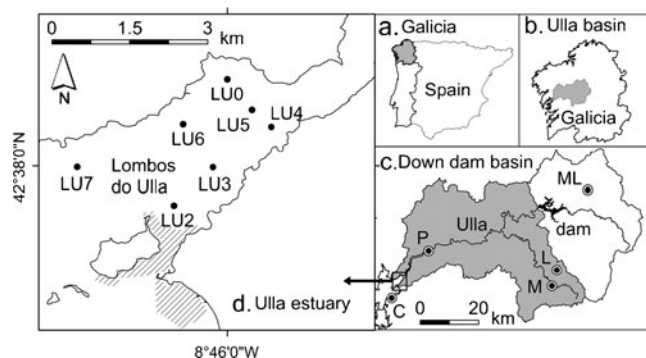 0 1.5 3
km
N
LU0
LU5
LU4
LU6
42°38'0"N
Lombos
do Ulla
LU7
LU3
LU2
d. Ulla estuary
8°46'0"W
a. Galicia
Spain
b. Ulla basin
Galicia
c. Down dam basin
ML
Ulla
dam
P
L
M
C
0 20
km